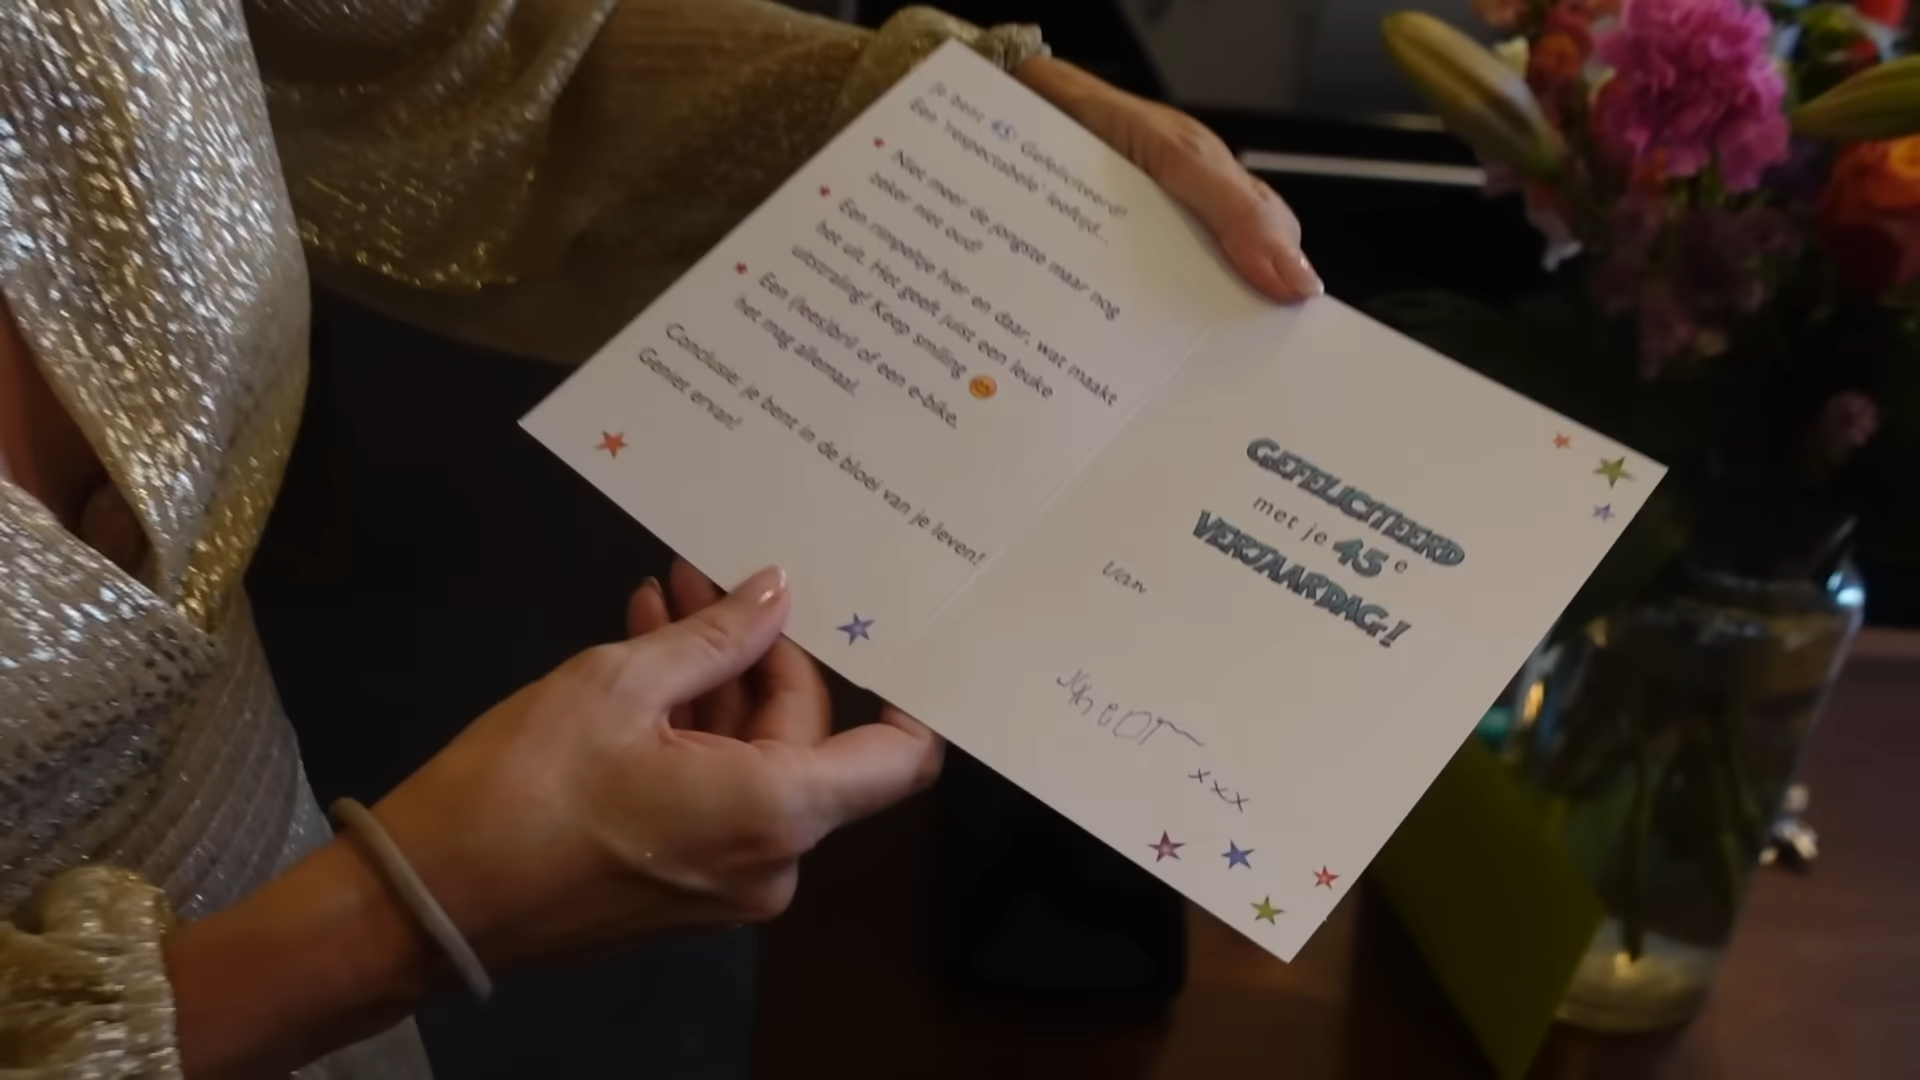 Je bent 45! Gefeliciteerd!
Een 'respectabele' leeftijd...
Niet meer de jongste maar nog
zeker niet oud!
Een rimpeltje hier en daar, wat maakt
het uit. Het geeft juist een leuke
uitstraling! Keep smiling 😊
Een (lees)bril of een e-bike,
het mag allemaal.
Conclusie: je bent in de bloei van je leven!
Geniet ervan!
GEFELICITEERD
met je 45e
VERJAARDAG!
van
xxx